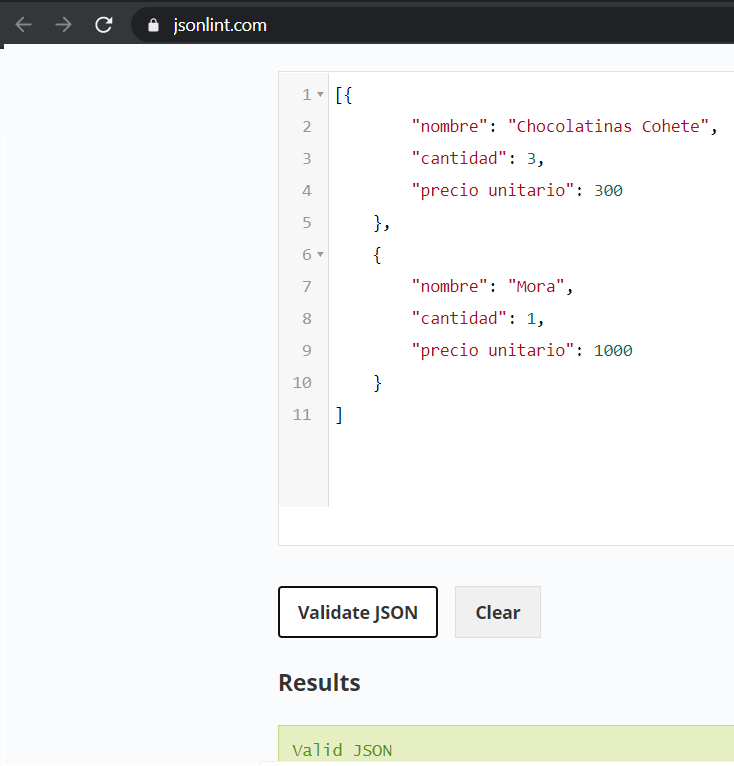 jsonlint.com
1 [{
2 "nombre": "Chocolatinas Cohete",
3 "cantidad": 3,
4 "precio unitario": 300
5 },
6 {
7 "nombre": "Mora",
8 "cantidad": 1,
9 "precio unitario": 1000
10 }
11 ]
Validate JSON Clear
Results
Valid JSON